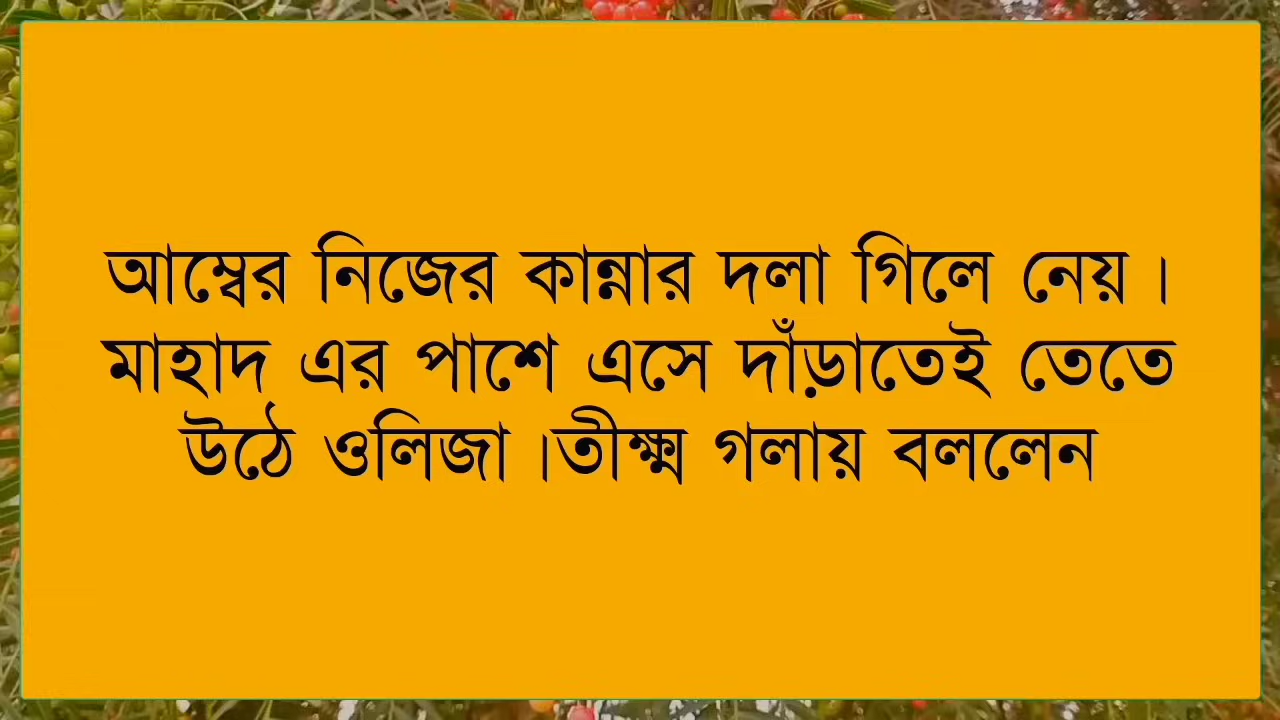 আম্বের নিজের কান্নার দলা গিলে নেয়।
মাহাদ এর পাশে এসে দাঁড়াতেই তেতে
উঠে ওলিজা।তীক্ষ্ম গলায় বললেন